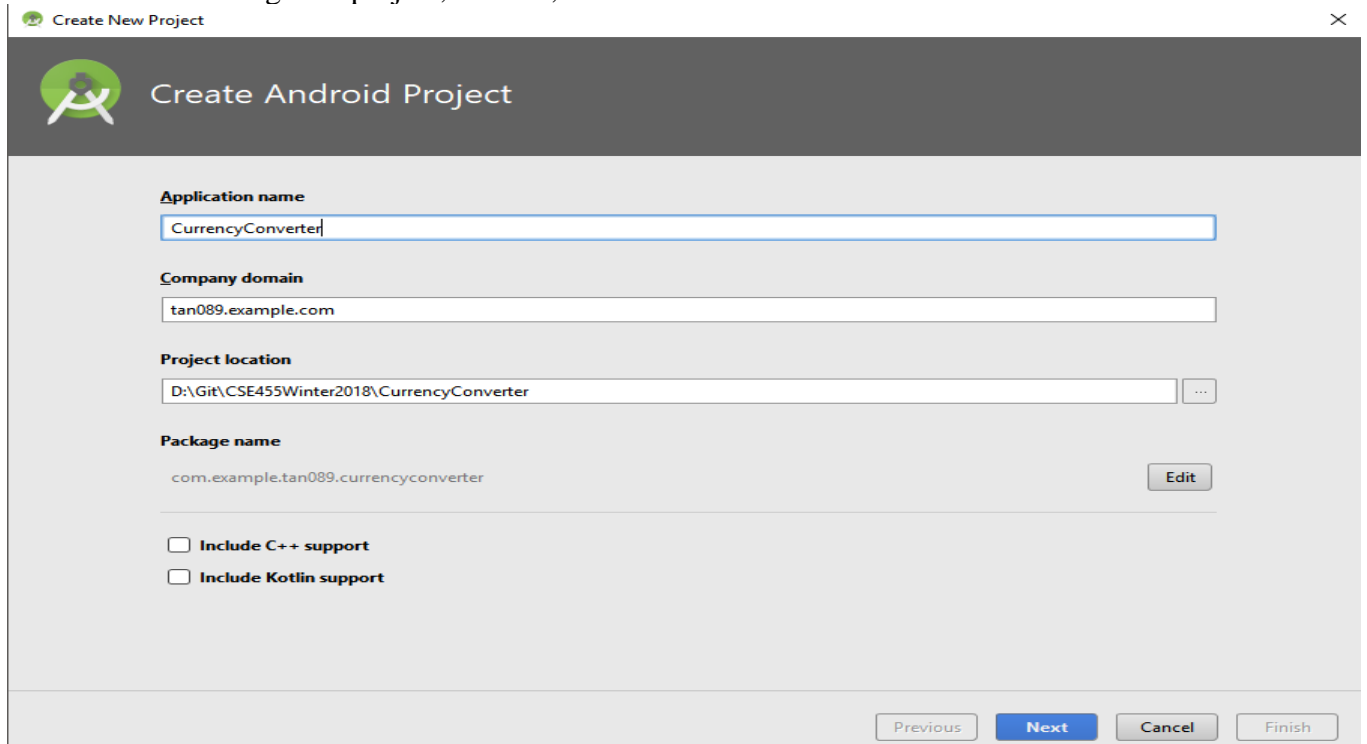 Create New Project
Create Android Project
Application name
CurrencyConverter
Company domain
tan089.example.com
Project location
D:\Git\CSE455Winter2018\CurrencyConverter
...
Package name
com.example.tan089.currencyconverter
Edit
Include C++ support
Include Kotlin support
Previous
Next
Cancel
Finish